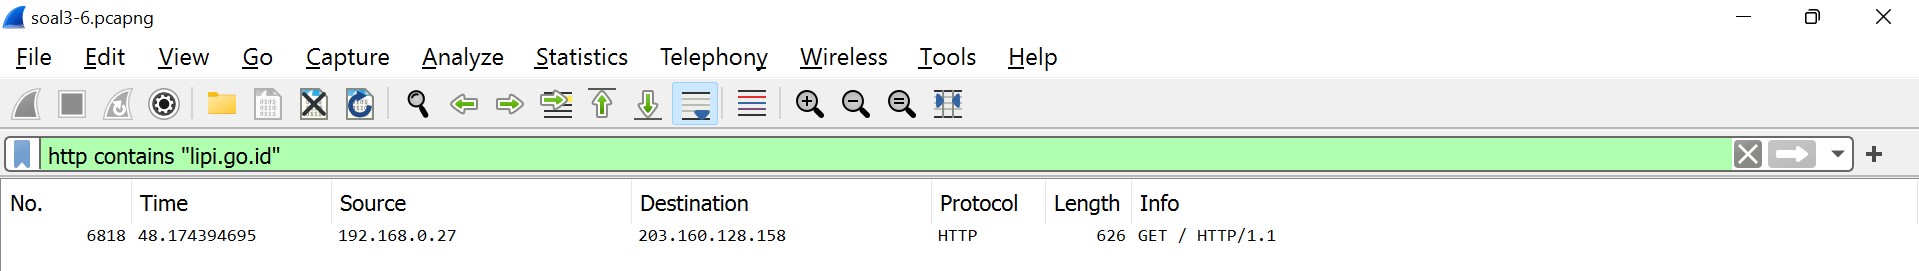 soal3-6.pcapng
File Edit View Go Capture Analyze Statistics Telephony Wireless Tools Help
http contains "lipi.go.id"
No. Time Source Destination Protocol Length Info
6818 48.174394695 192.168.0.27 203.160.128.158 HTTP 626 GET / HTTP/1.1